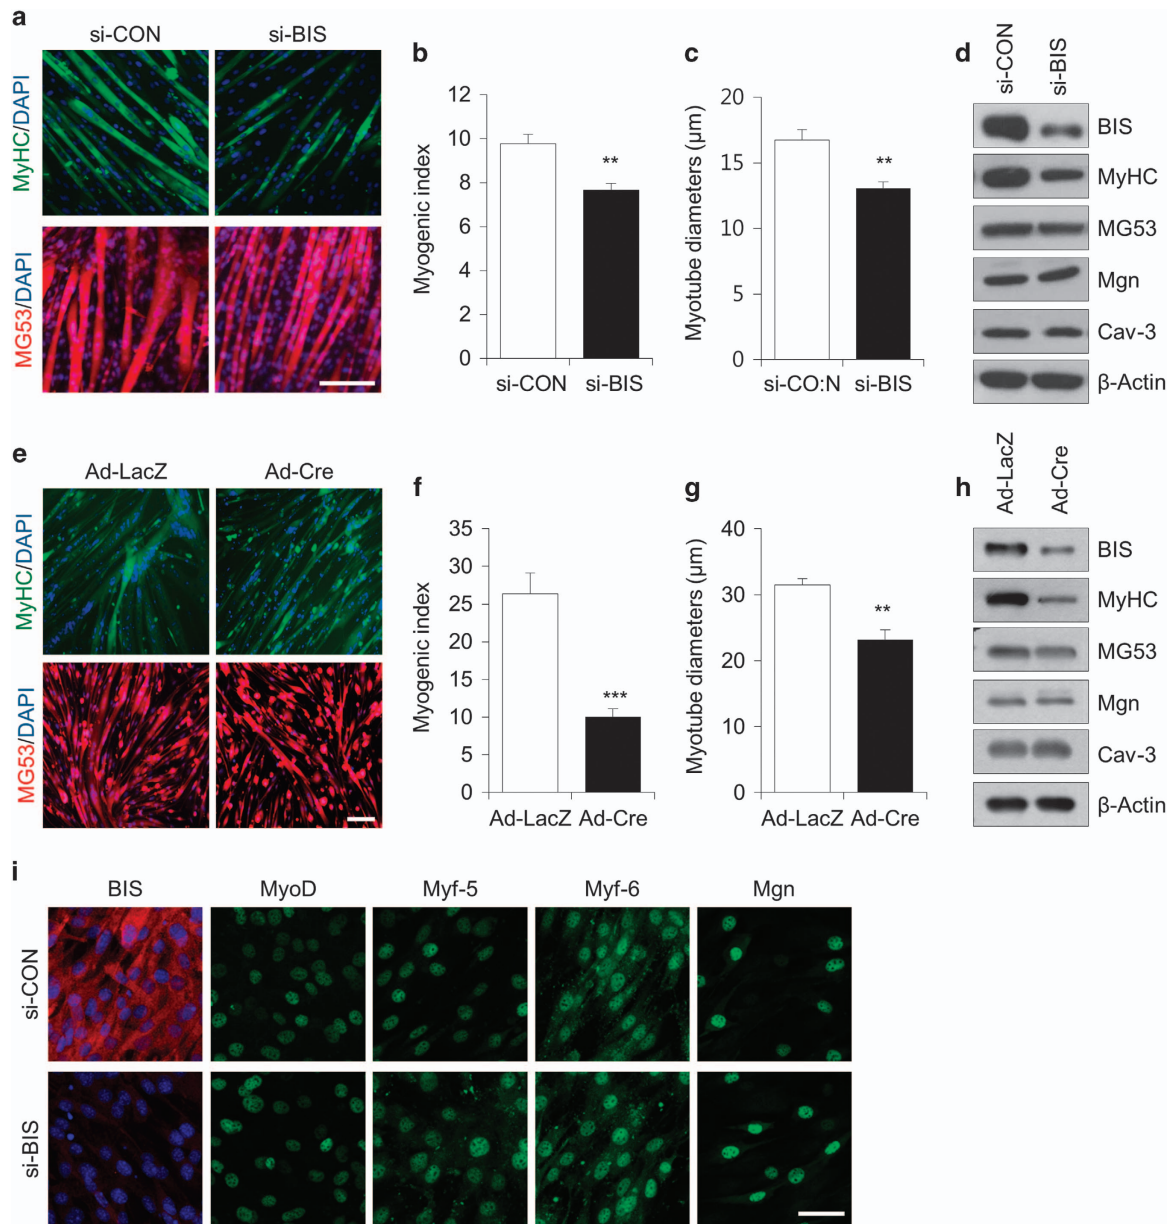 a
si-CON si-BIS
MyHC/DAPI
MG53/DAPI
b
Myogenic index
12
10
8
6
4
2
0
**
si-CON si-BIS
c
Myotube diameters (µm)
20
15
10
5
0
**
si-CO:N si-BIS
d
si-CON si-BIS
BIS
MyHC
MG53
Mgn
Cav-3
β-Actin
e
Ad-LacZ Ad-Cre
MyHC/DAPI
MG53/DAPI
f
Myogenic index
35
30
25
20
15
10
5
0
***
Ad-LacZ Ad-Cre
g
Myotube diameters (µm)
40
30
20
10
0
**
Ad-LacZ Ad-Cre
h
Ad-LacZ Ad-Cre
BIS
MyHC
MG53
Mgn
Cav-3
β-Actin
i
BIS MyoD Myf-5 Myf-6 Mgn
si-CON
si-BIS